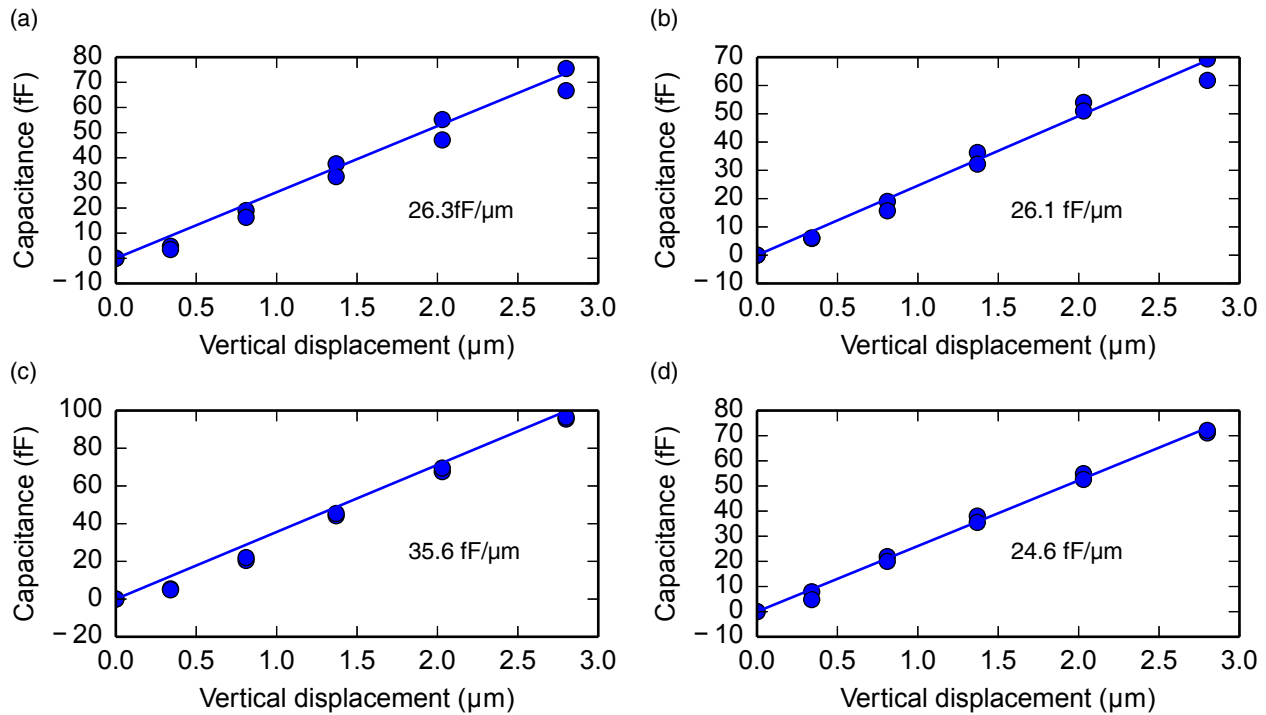 (a)
80
70
60
50
40
30
20
10
0
− 10
0.0 0.5 1.0 1.5 2.0 2.5 3.0
Capacitance (fF)
Vertical displacement (µm)
26.3fF/µm
(b)
70
60
50
40
30
20
10
0
− 10
0.0 0.5 1.0 1.5 2.0 2.5 3.0
Capacitance (fF)
Vertical displacement (µm)
26.1 fF/µm
(c)
100
80
60
40
20
0
− 20
0.0 0.5 1.0 1.5 2.0 2.5 3.0
Capacitance (fF)
Vertical displacement (µm)
35.6 fF/µm
(d)
80
70
60
50
40
30
20
10
0
− 10
0.0 0.5 1.0 1.5 2.0 2.5 3.0
Capacitance (fF)
Vertical displacement (µm)
24.6 fF/µm